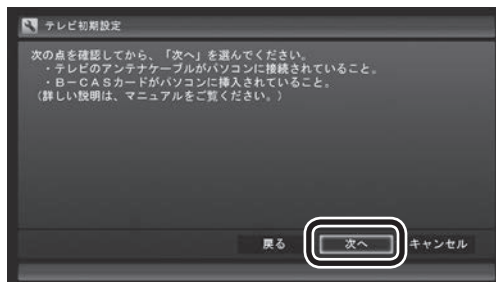 テレビ初期設定
次の点を確認してから、「次へ」を選んでください。
・テレビのアンテナケーブルがパソコンに接続されていること。
・B-CASカードがパソコンに挿入されていること。
（詳しい説明は、マニュアルをご覧ください。）
戻る 次へ キャンセル